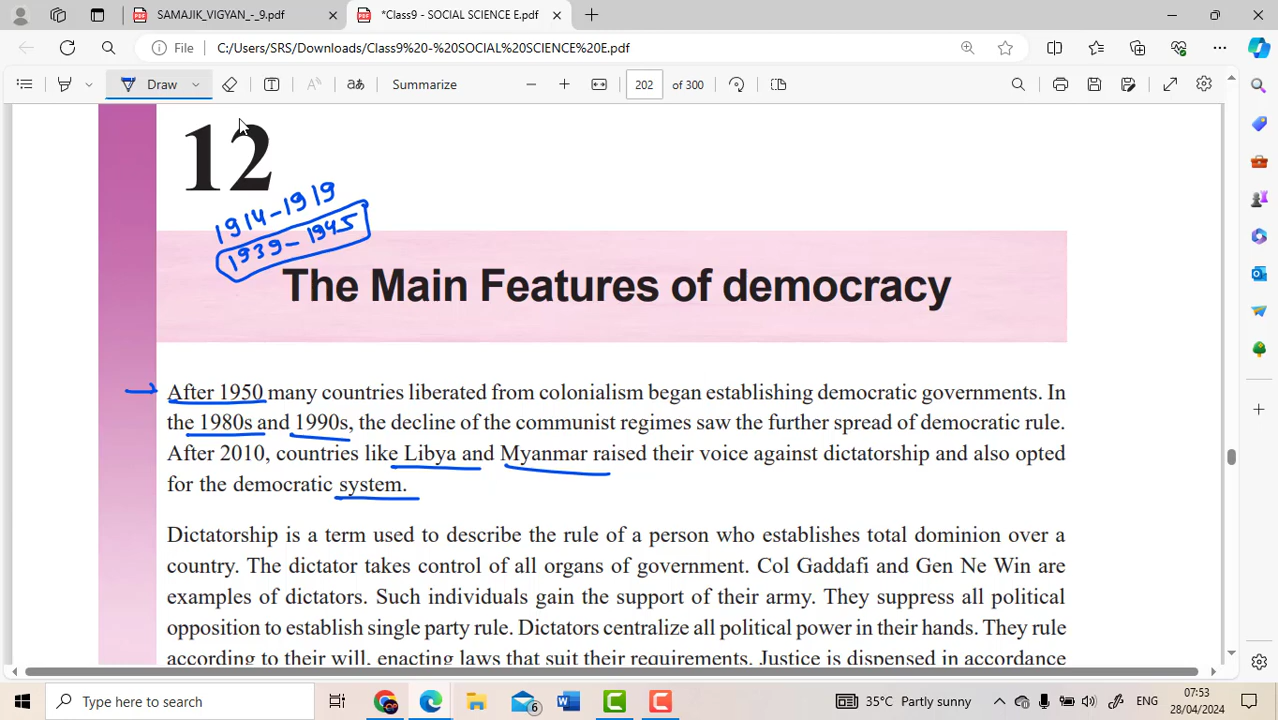 SAMAJIK_VIGYAN_-_9.pdf
*Class9 - SOCIAL SCIENCE E.pdf
File C:/Users/SRS/Downloads/Class9%20-%20SOCIAL%20SCIENCE%20E.pdf
Draw Summarize 202 of 300
12
1914-1919
1939-1945
The Main Features of democracy
After 1950 many countries liberated from colonialism began establishing democratic governments. In
the 1980s and 1990s, the decline of the communist regimes saw the further spread of democratic rule.
After 2010, countries like Libya and Myanmar raised their voice against dictatorship and also opted
for the democratic system.
Dictatorship is a term used to describe the rule of a person who establishes total dominion over a
country. The dictator takes control of all organs of government. Col Gaddafi and Gen Ne Win are
examples of dictators. Such individuals gain the support of their army. They suppress all political
opposition to establish single party rule. Dictators centralize all political power in their hands. They rule
according to their will, enacting laws that suit their requirements. Justice is dispensed in accordance
Type here to search
6
35°C Partly sunny
ENG
07:53
28/04/2024